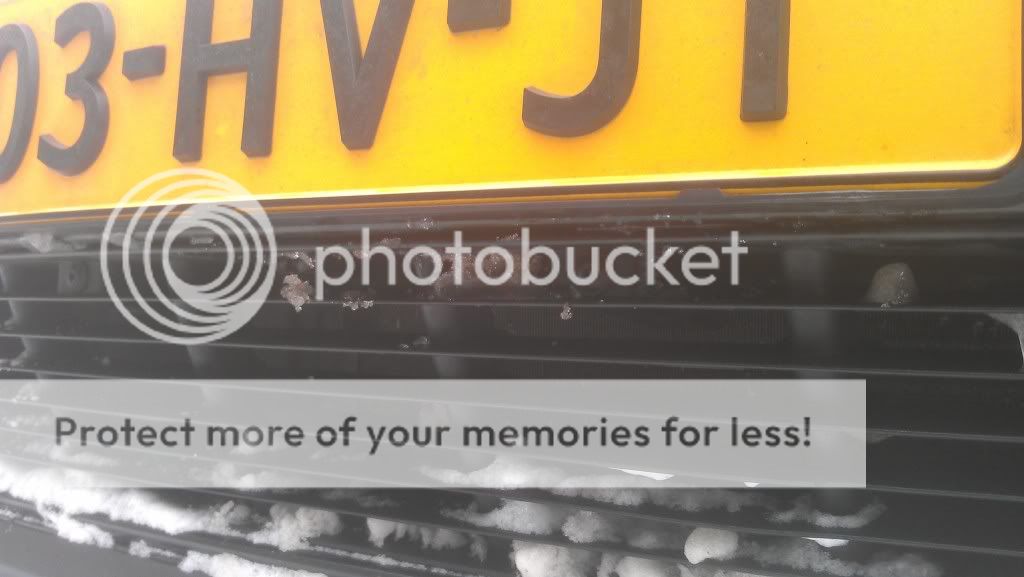 03-HV-JT
photobucket
Protect more of your memories for less!